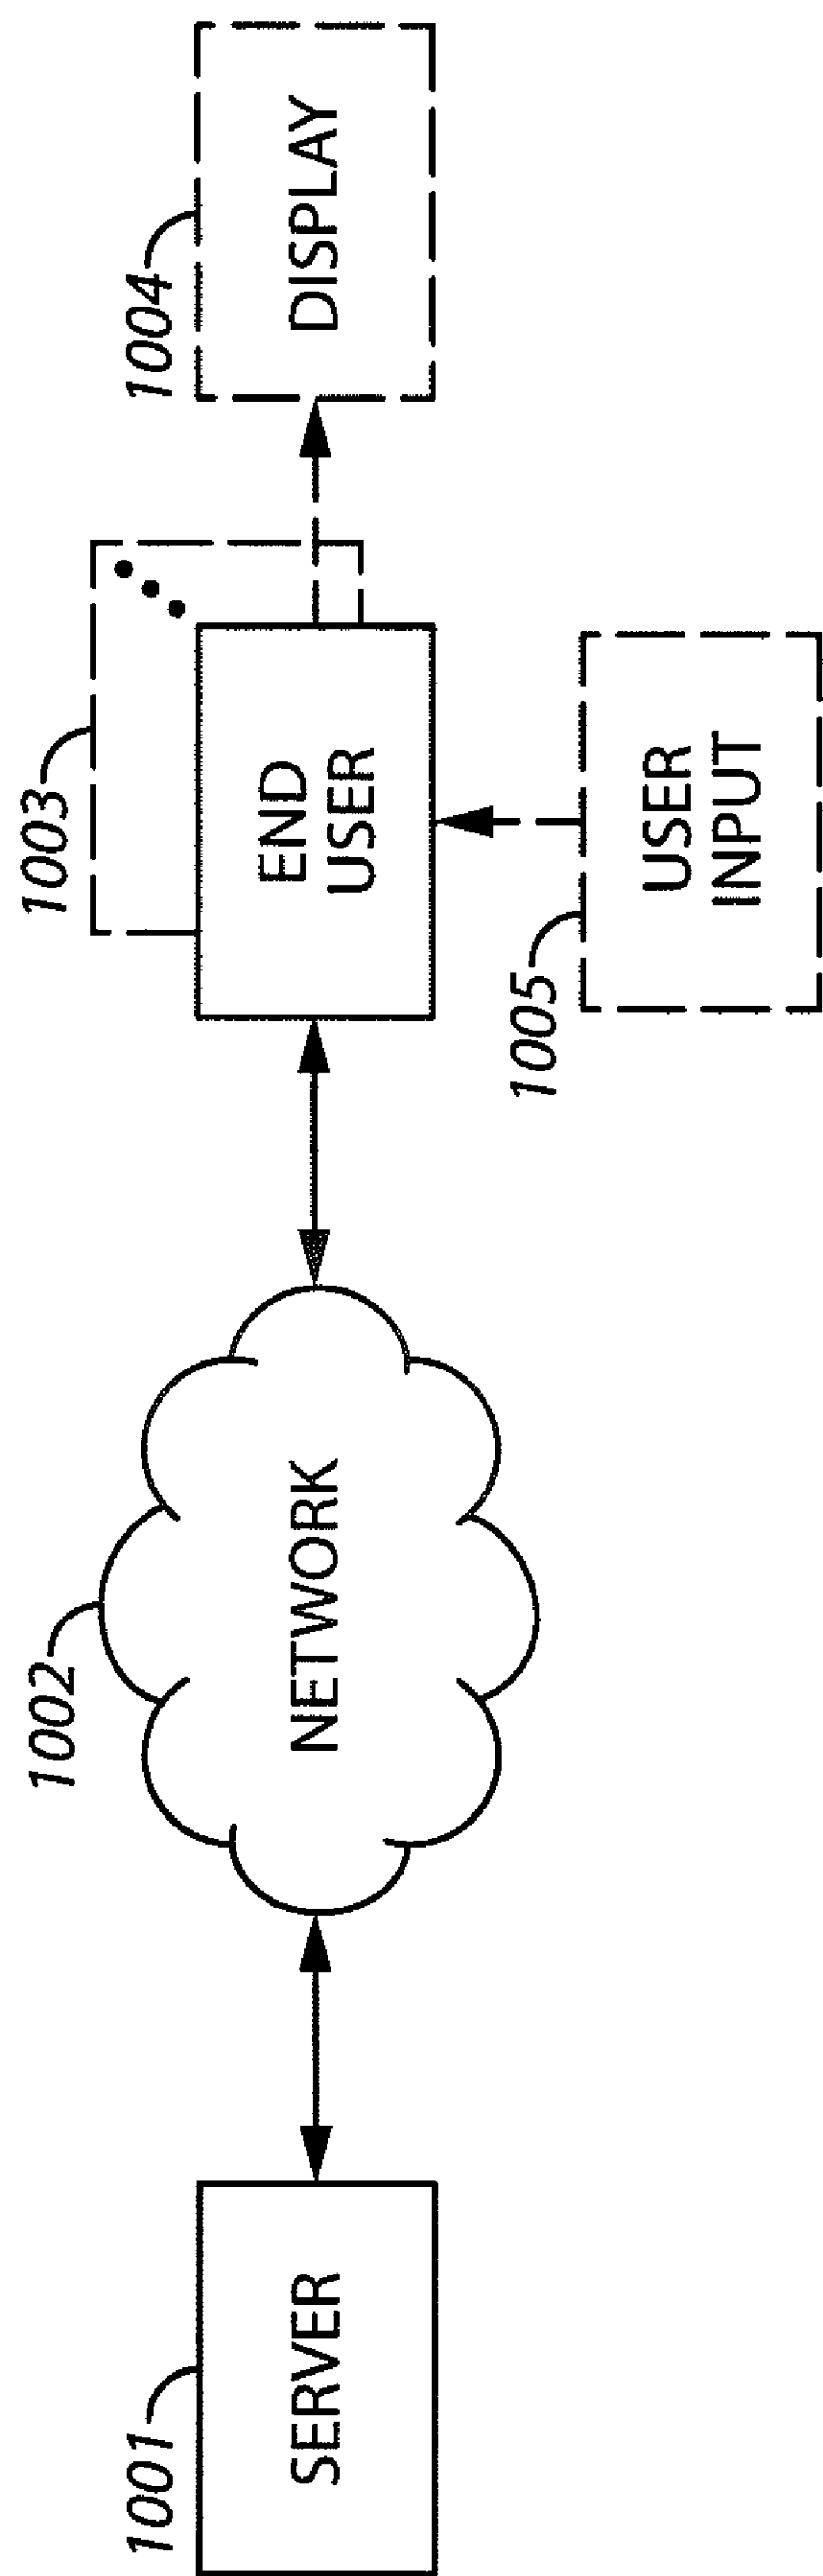 1001
SERVER
1002
NETWORK
1003
END
USER
1004
DISPLAY
1005
USER
INPUT